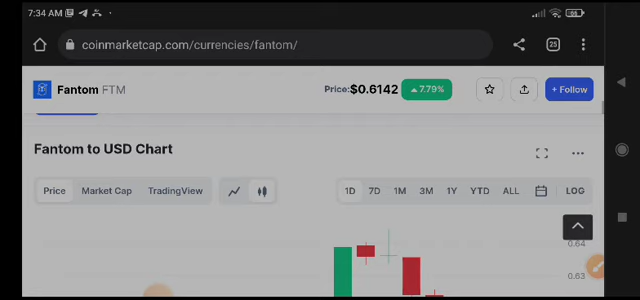 7:34 AM
coinmarketcap.com/currencies/fantom/
25
Fantom FTM
Price:$0.6142
7.79%
+ Follow
Fantom to USD Chart
Price Market Cap TradingView
1D 7D 1M 3M 1Y YTD ALL LOG
0.64
0.63